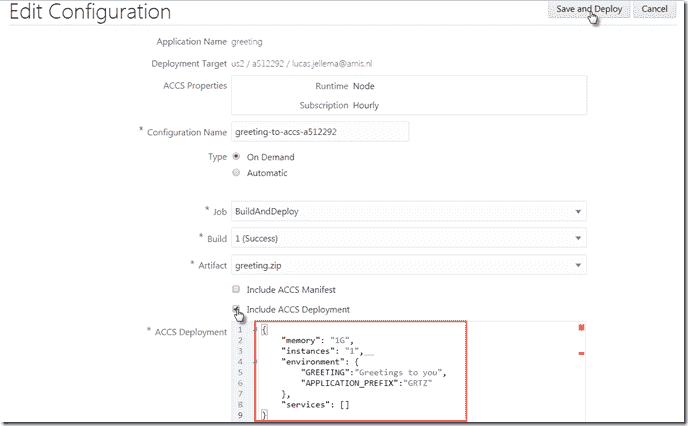 Edit Configuration
Save and Deploy
Cancel
Application Name greeting
Deployment Target us2 / a512292 / lucas.jellema@amis.nl
ACCS Properties
Runtime Node
Subscription Hourly
* Configuration Name greeting-to-accs-a512292
Type On Demand
Automatic
* Job BuildAndDeploy
* Build 1 (Success)
* Artifact greeting.zip
Include ACCS Manifest
Include ACCS Deployment
* ACCS Deployment
1 {
2 "memory": "1G",
3 "instances": "1",
4 "environment": {
5 "GREETING":"Greetings to you",
6 "APPLICATION_PREFIX":"GRTZ"
7 },
8 "services": []
9 }